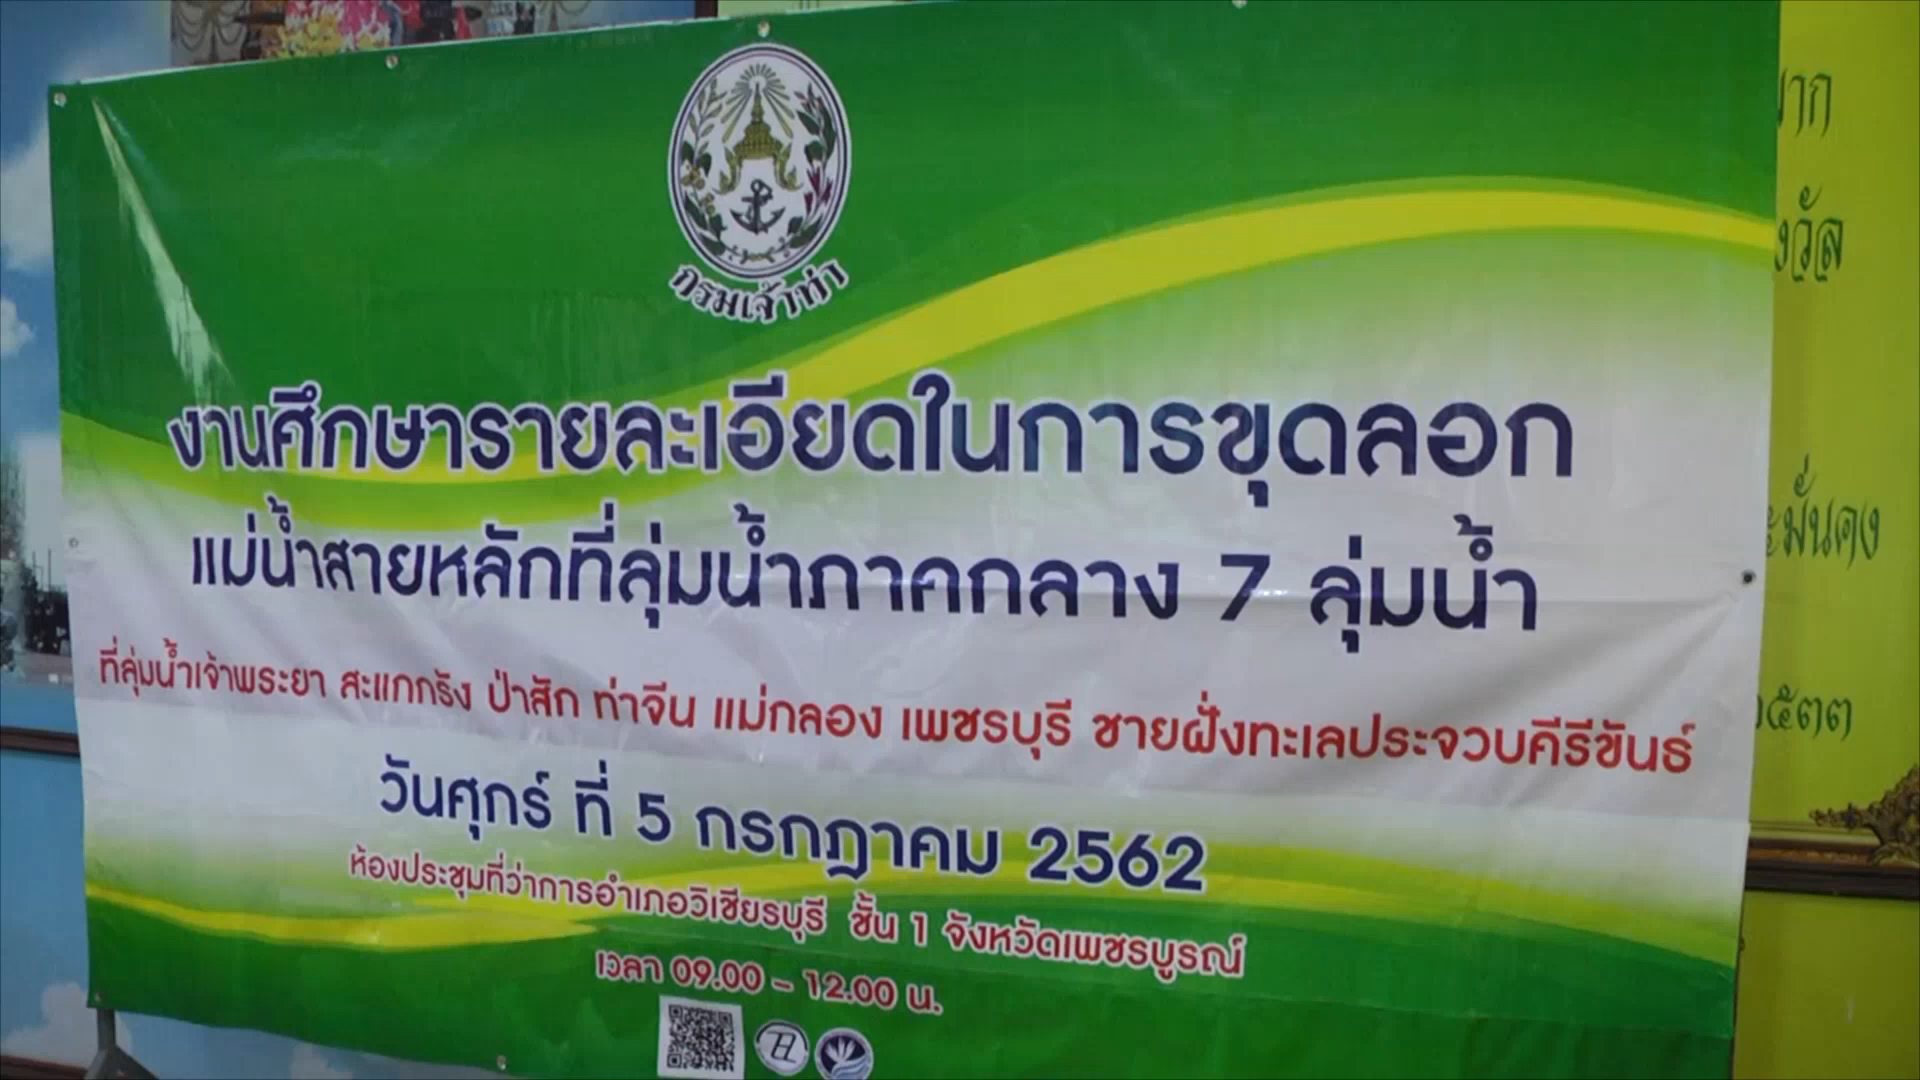 กรมเจ้าท่า
งานศึกษารายละเอียดในการขุดลอก
แม่น้ำสายหลักที่ลุ่มน้ำภาคกลาง 7 ลุ่มน้ำ
ที่ลุ่มน้ำเจ้าพระยา สะแกกรัง ป่าสัก ท่าจีน แม่กลอง เพชรบุรี ชายฝั่งทะเลประจวบคีรีขันธ์
วันศุกร์ ที่ 5 กรกฎาคม 2562
ห้องประชุมที่ว่าการอำเภอวิเชียรบุรี ชั้น 1 จังหวัดเพชรบูรณ์
เวลา 09.00 – 12.00 น.
มั่นคง
๕๓๓